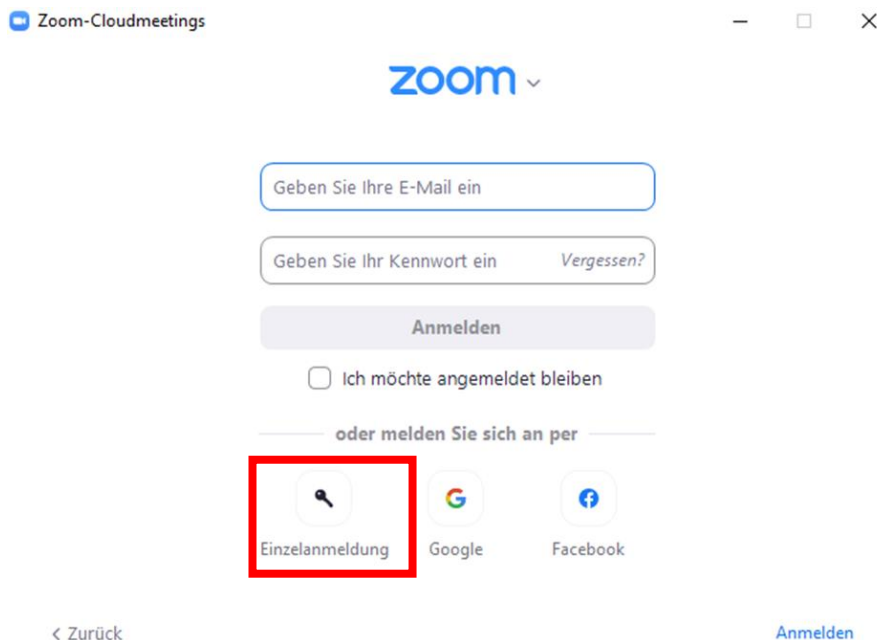 Zoom-Cloudmeetings
zoom
Geben Sie Ihre E-Mail ein
Geben Sie Ihr Kennwort ein Vergessen?
Anmelden
Ich möchte angemeldet bleiben
oder melden Sie sich an per
Einzelanmeldung Google Facebook
< Zurück Anmelden